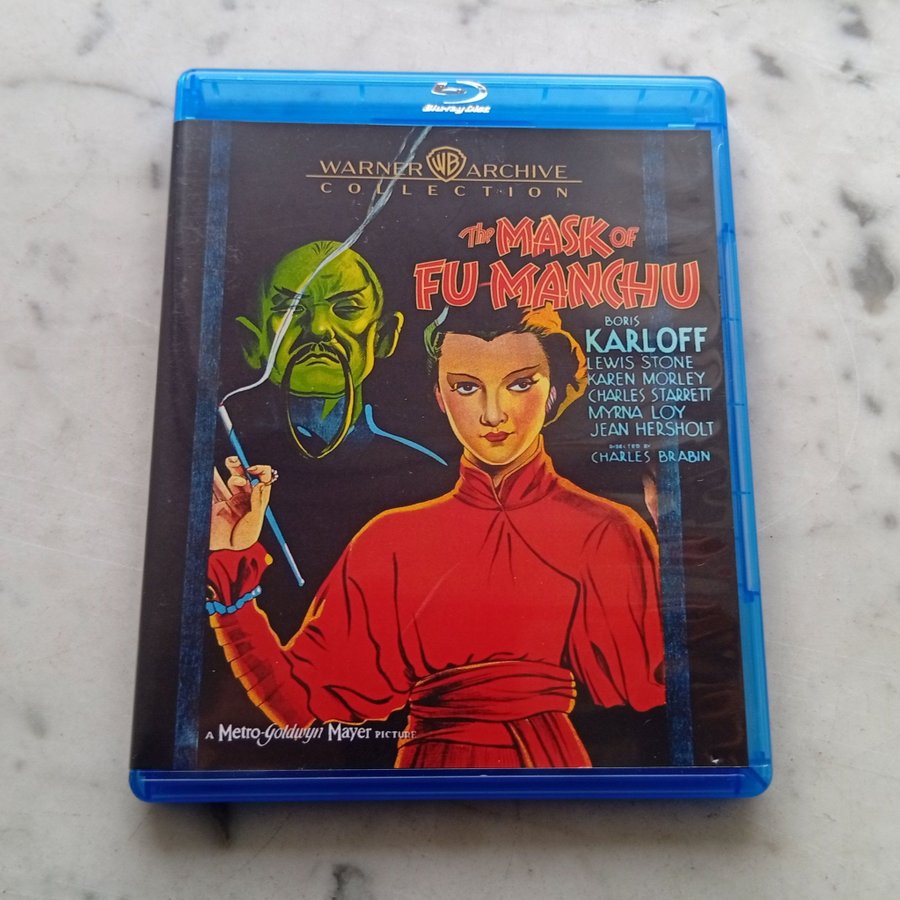 Blu-ray Disc
WARNER WB ARCHIVE
COLLECTION
The MASK OF
FU MANCHU
BORIS
KARLOFF
LEWIS STONE
KAREN MORLEY
CHARLES STARRETT
MYRNA LOY
JEAN HERSHOLT
DIRECTED BY
CHARLES BRABIN
A Metro-Goldwyn Mayer PICTURE